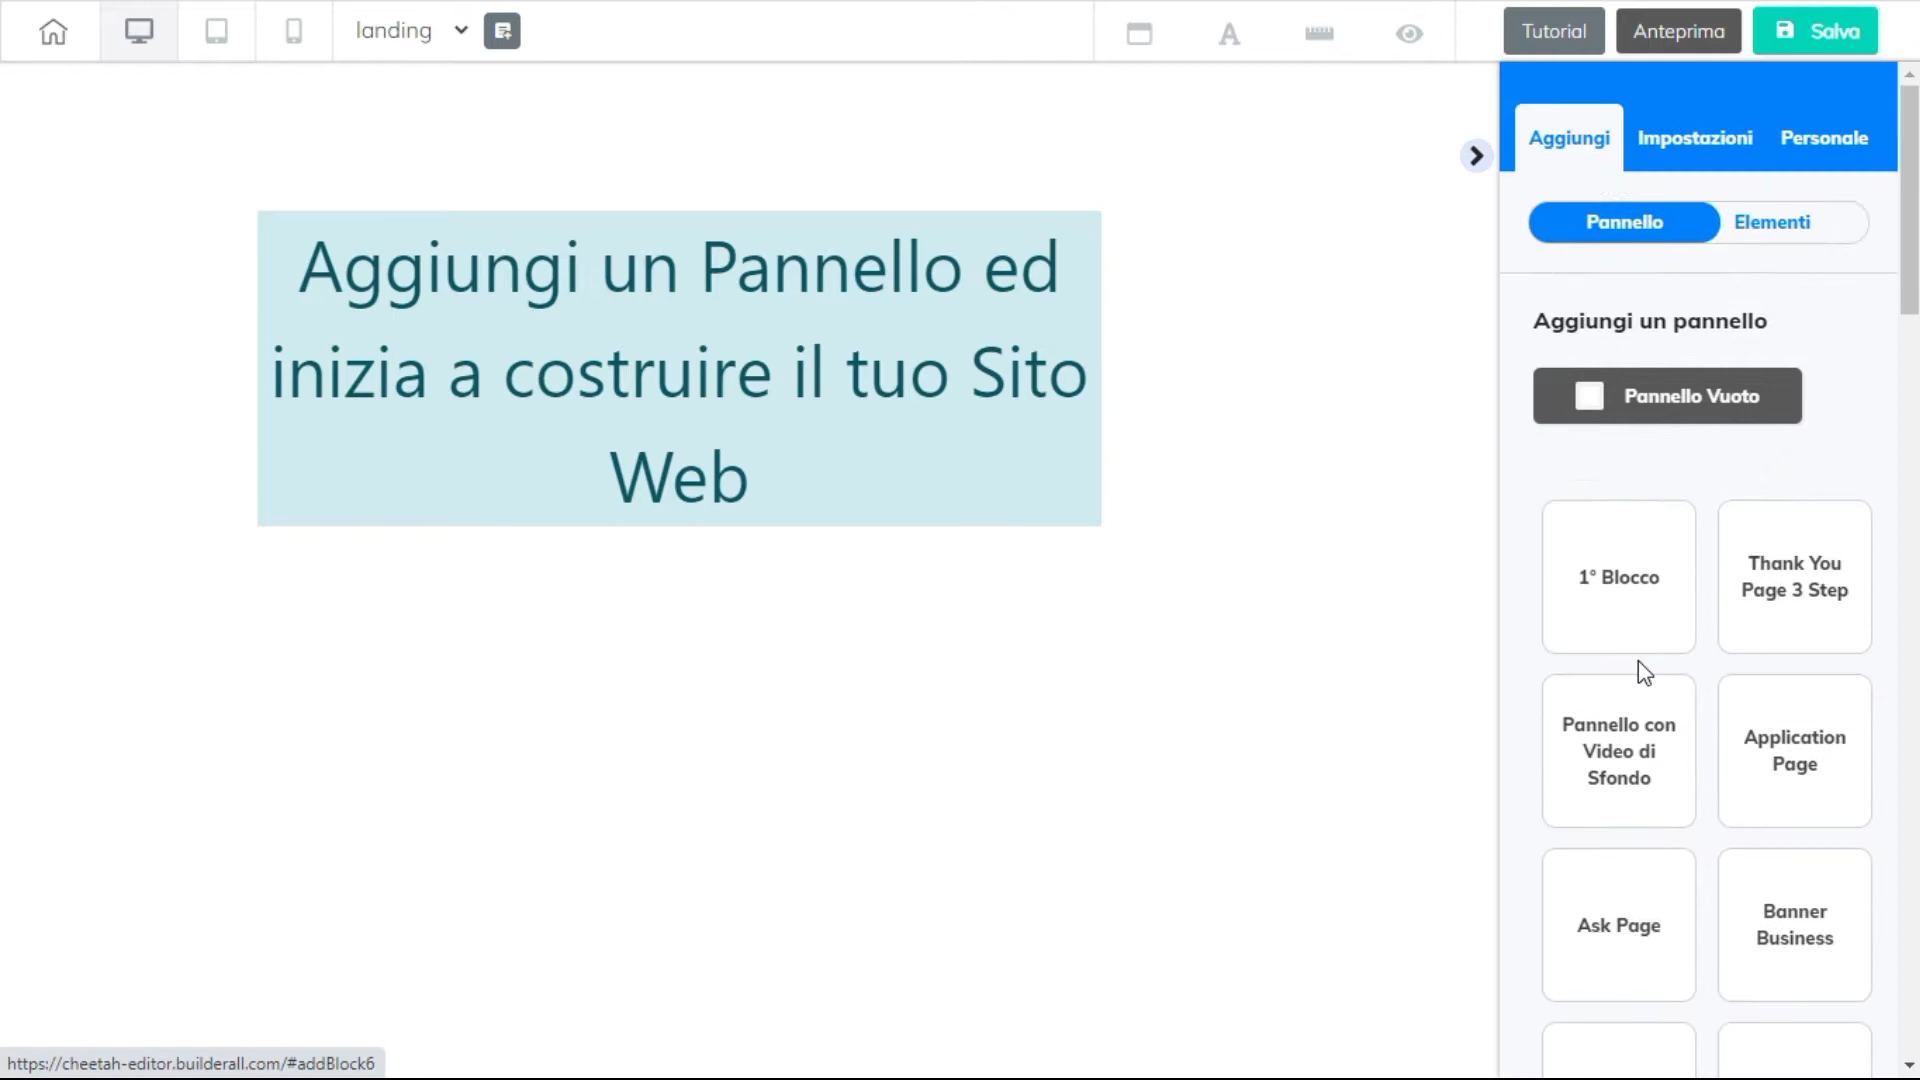 landing
Tutorial
Anteprima
Salva
Aggiungi
Impostazioni
Personale
Pannello
Elementi
Aggiungi un Pannello ed
inizia a costruire il tuo Sito
Web
Aggiungi un pannello
Pannello Vuoto
1° Blocco
Thank You
Page 3 Step
Pannello con
Video di
Sfondo
Application
Page
Ask Page
Banner
Business
https://cheetah-editor.builderall.com/#addBlock6